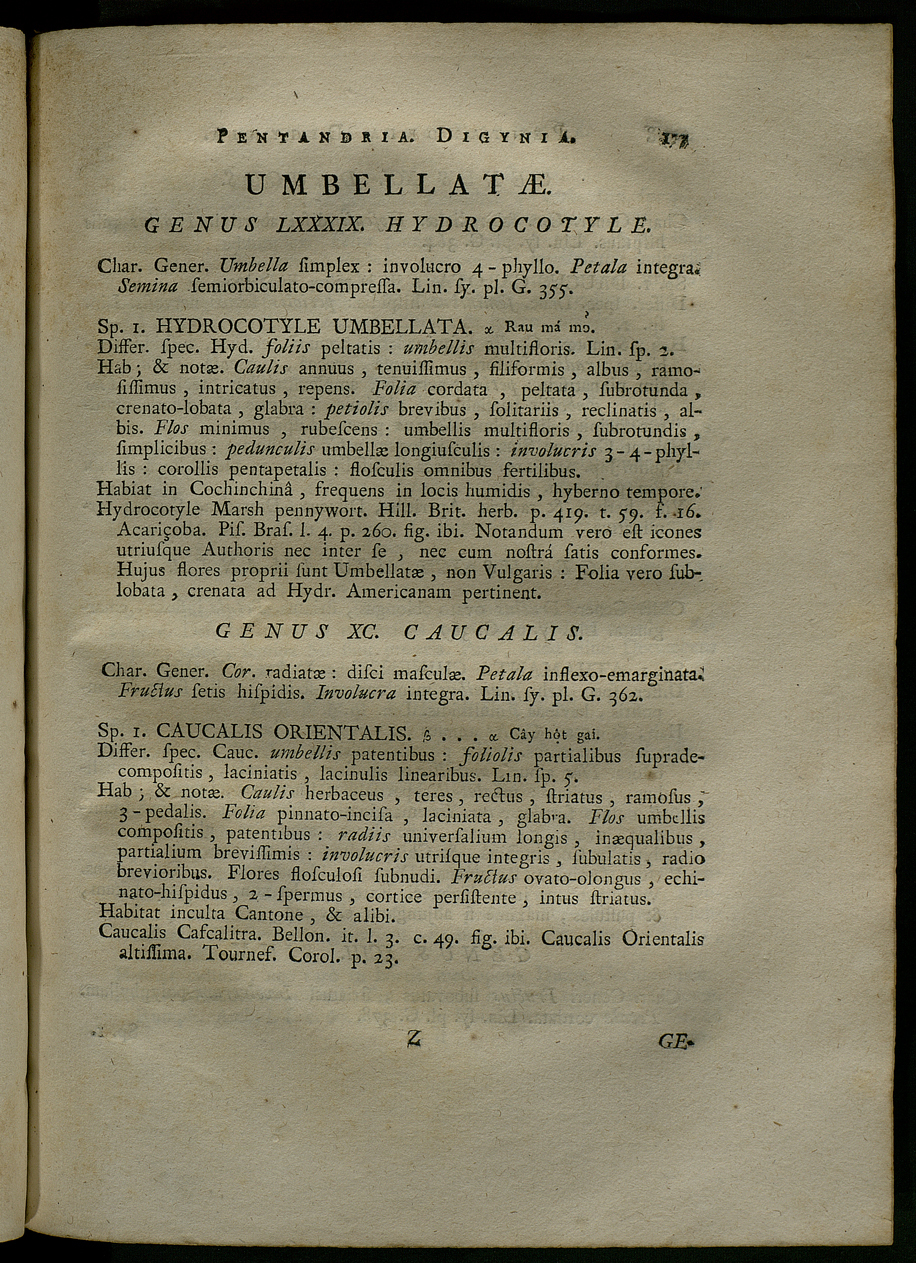 PENTANDRIA. DIGYNIA. 177
UMBELLATÆ.
GENUS LXXXIX. HYDROCOTYLE.
Char. Gener. Umbella ſimplex : involucro 4-phyllo. Petala integra.
Semina ſemiorbiculato-compreſſa. Lin. ſy. pl. G. 355.
Sp. 1. HYDROCOTYLE UMBELLATA. α Rau má mỏ.
Differ. ſpec. Hyd. foliis peltatis : umbellis multifloris. Lin. ſp. 2.
Hab; & notæ. Caulis annuus , tenuiſſimus , filiformis , albus , ramo-
ſiſſimus , intricatus , repens. Folia cordata , peltata , ſubrotunda ,
crenato-lobata , glabra : petiolis brevibus , ſolitariis , reclinatis , al-
bis. Flos minimus , rubeſcens : umbellis multifloris , ſubrotundis ,
ſimplicibus : pedunculis umbellæ longiuſculis : involucris 3-4-phyl-
lis : corollis pentapetalis : floſculis omnibus fertilibus.
Habiat in Cochinchinâ , frequens in locis humidis , hyberno tempore.
Hydrocotyle Marsh pennywort. Hill. Brit. herb. p. 419. t. 59. f. 16.
Acariçoba. Piſ. Braſ. l. 4. p. 260. fig. ibi. Notandum vero eſt icones
utriuſque Authoris nec inter ſe , nec cum noſtrá ſatis conformes.
Hujus flores proprii ſunt Umbellatæ , non Vulgaris : Folia vero ſub-
lobata , crenata ad Hydr. Americanam pertinent.
GENUS XC. CAUCALIS.
Char. Gener. Cor. radiatæ : diſci maſculæ. Petala inflexo-emarginata.
Fructus ſetis hiſpidis. Involucra integra. Lin. ſy. pl. G. 362.
Sp. 1. CAUCALIS ORIENTALIS. ß . . . α Cây hột gai.
Differ. ſpec. Cauc. umbellis patentibus : foliolis partialibus ſuprade-
compoſitis , laciniatis , lacinulis linearibus. Lin. ſp. 5.
Hab; & notæ. Caulis herbaceus , teres , rectus , ſtriatus , ramoſus ,
3-pedalis. Folia pinnato-inciſa , laciniata , glabra. Flos umbellis
compoſitis , patentibus : radiis univerſalium longis , inæqualibus ,
partialium breviſſimis : involucris utriſque integris , ſubulatis , radio
brevioribus. Flores floſculoſi ſubnudi. Fructus ovato-olongus , echi-
nato-hiſpidus , 2-ſpermus , cortice perſiſtente , intus ſtriatus.
Habitat inculta Cantone , & alibi.
Caucalis Cafcalitra. Bellon. it. l. 3. c. 49. fig. ibi. Caucalis Orientalis
altiſſima. Tournef. Corol. p. 23.
Z GE-